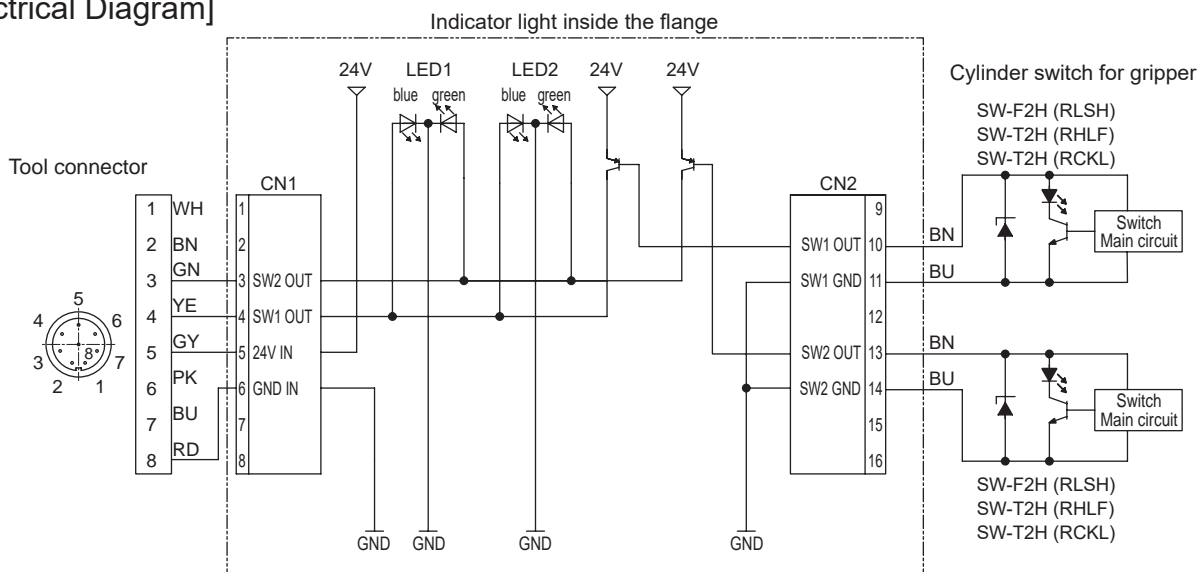 ctrical Diagram]
Indicator light inside the flange
24V LED1 LED2 24V 24V
blue green blue green
Cylinder switch for gripper
SW-F2H (RLSH)
SW-T2H (RHLF)
SW-T2H (RCKL)
Tool connector
1 WH
2 BN
3 GN
4 YE
5 GY
6 PK
7 BU
8 RD
5
4 6
3 8 7
2 1
CN1
1
2
3 SW2 OUT
4 SW1 OUT
5 24V IN
6 GND IN
7
8
CN2
9
SW1 OUT 10 BN
SW1 GND 11 BU
12
SW2 OUT 13 BN
SW2 GND 14 BU
15
16
Switch
Main circuit
Switch
Main circuit
SW-F2H (RLSH)
SW-T2H (RHLF)
SW-T2H (RCKL)
GND GND GND GND